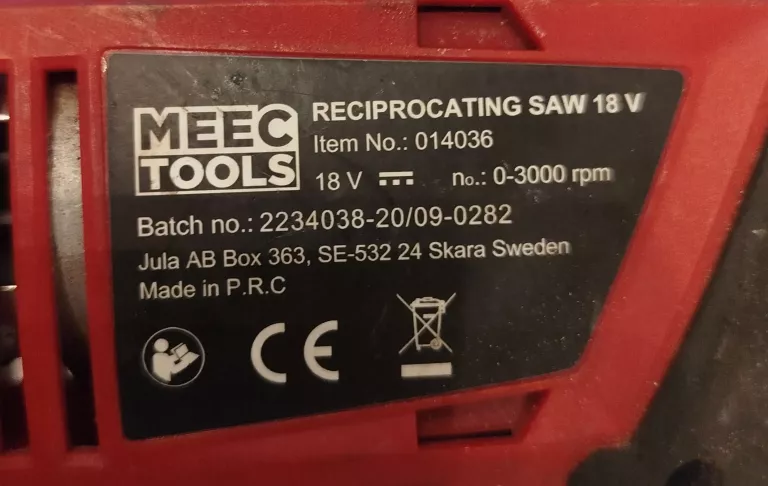 MEEC
TOOLS
RECIPROCATING SAW 18 V
Item No.: 014036
18 V n₀.: 0-3000 rpm
Batch no.: 2234038-20/09-0282
Jula AB Box 363, SE-532 24 Skara Sweden
Made in P.R.C
CE